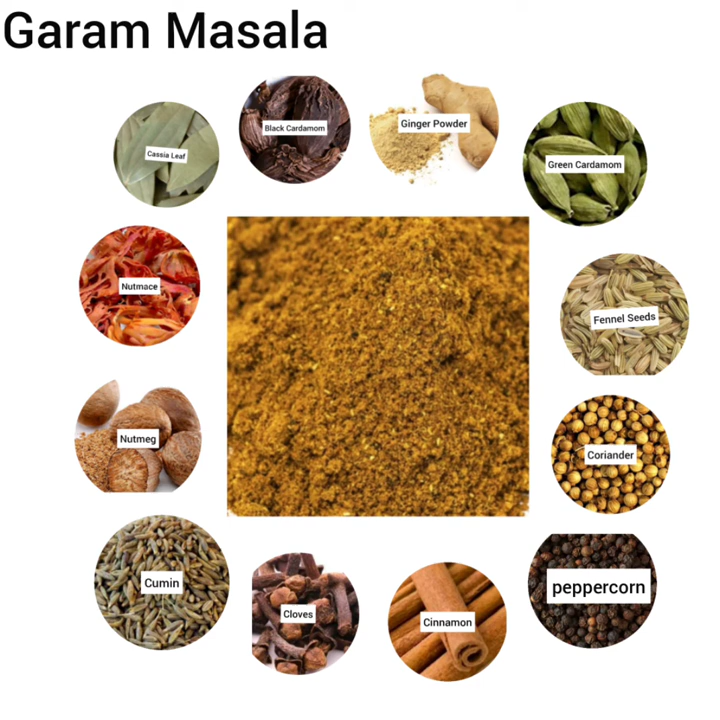 Garam Masala
Black Cardamom
Ginger Powder
Cassia Leaf
Green Cardamom
Nutmace
Fennel Seeds
Nutmeg
Coriander
Cumin
peppercorn
Cloves
Cinnamon